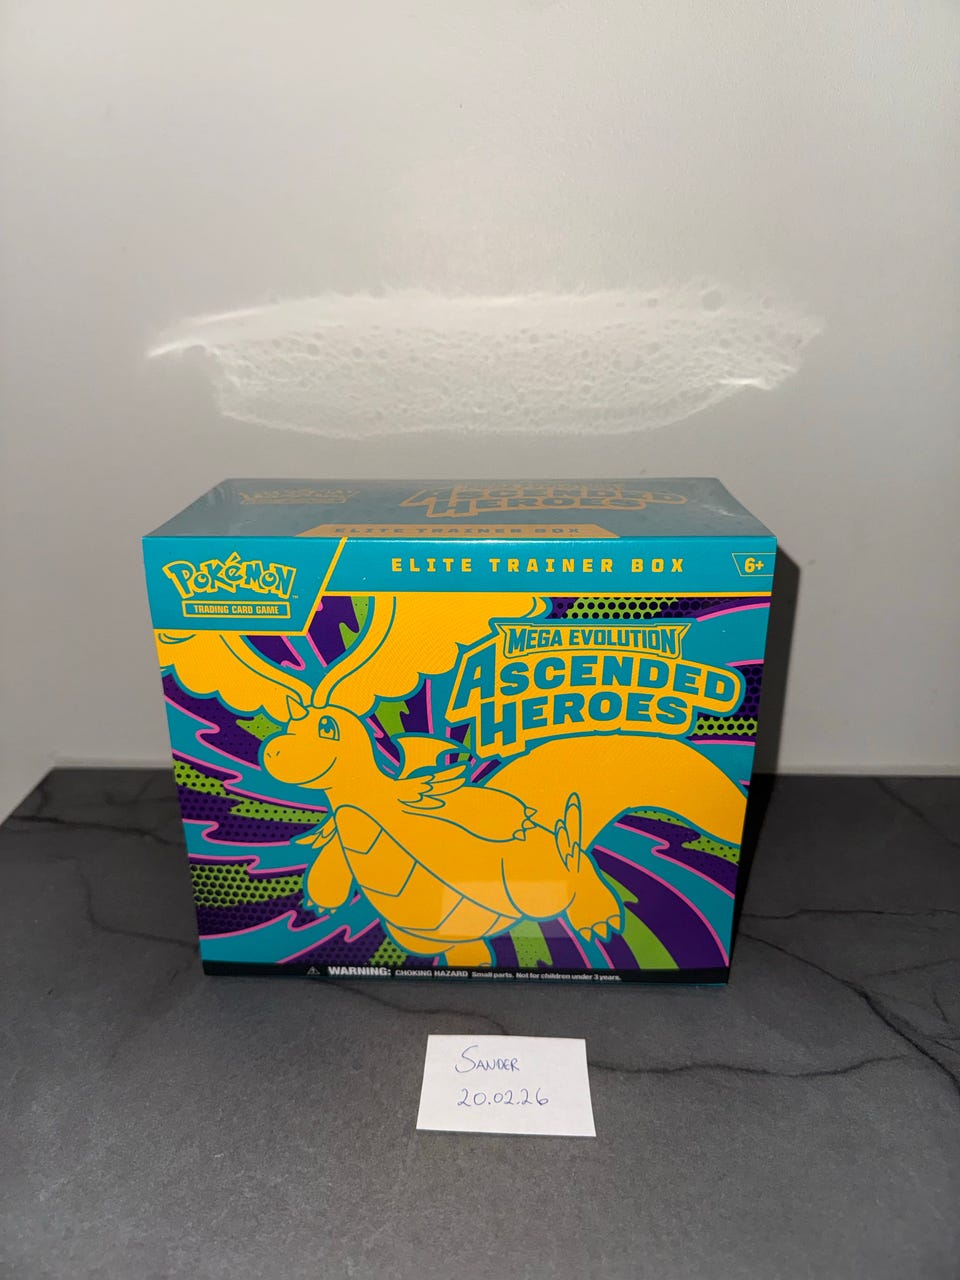 POKéMON
ASCENDED
HEROES
ELITE TRAINER BOX
ELITE TRAINER BOX
6+
POKéMON
TRADING CARD GAME
MEGA EVOLUTION
ASCENDED
HEROES
WARNING: CHOKING HAZARD Small parts. Not for children under 3 years.
SANDER
20.02.26